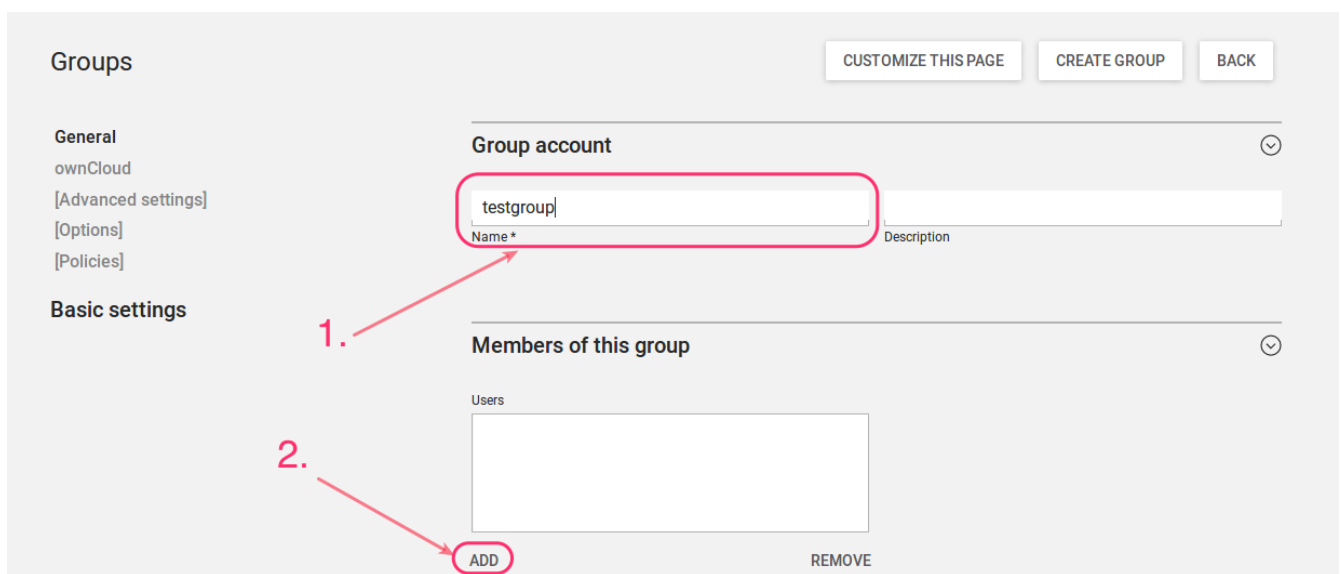 Groups
CUSTOMIZE THIS PAGE
CREATE GROUP
BACK
General
ownCloud
[Advanced settings]
[Options]
[Policies]
Basic settings
Group account
testgroup
Name *
Description
1.
Members of this group
Users
2.
ADD
REMOVE